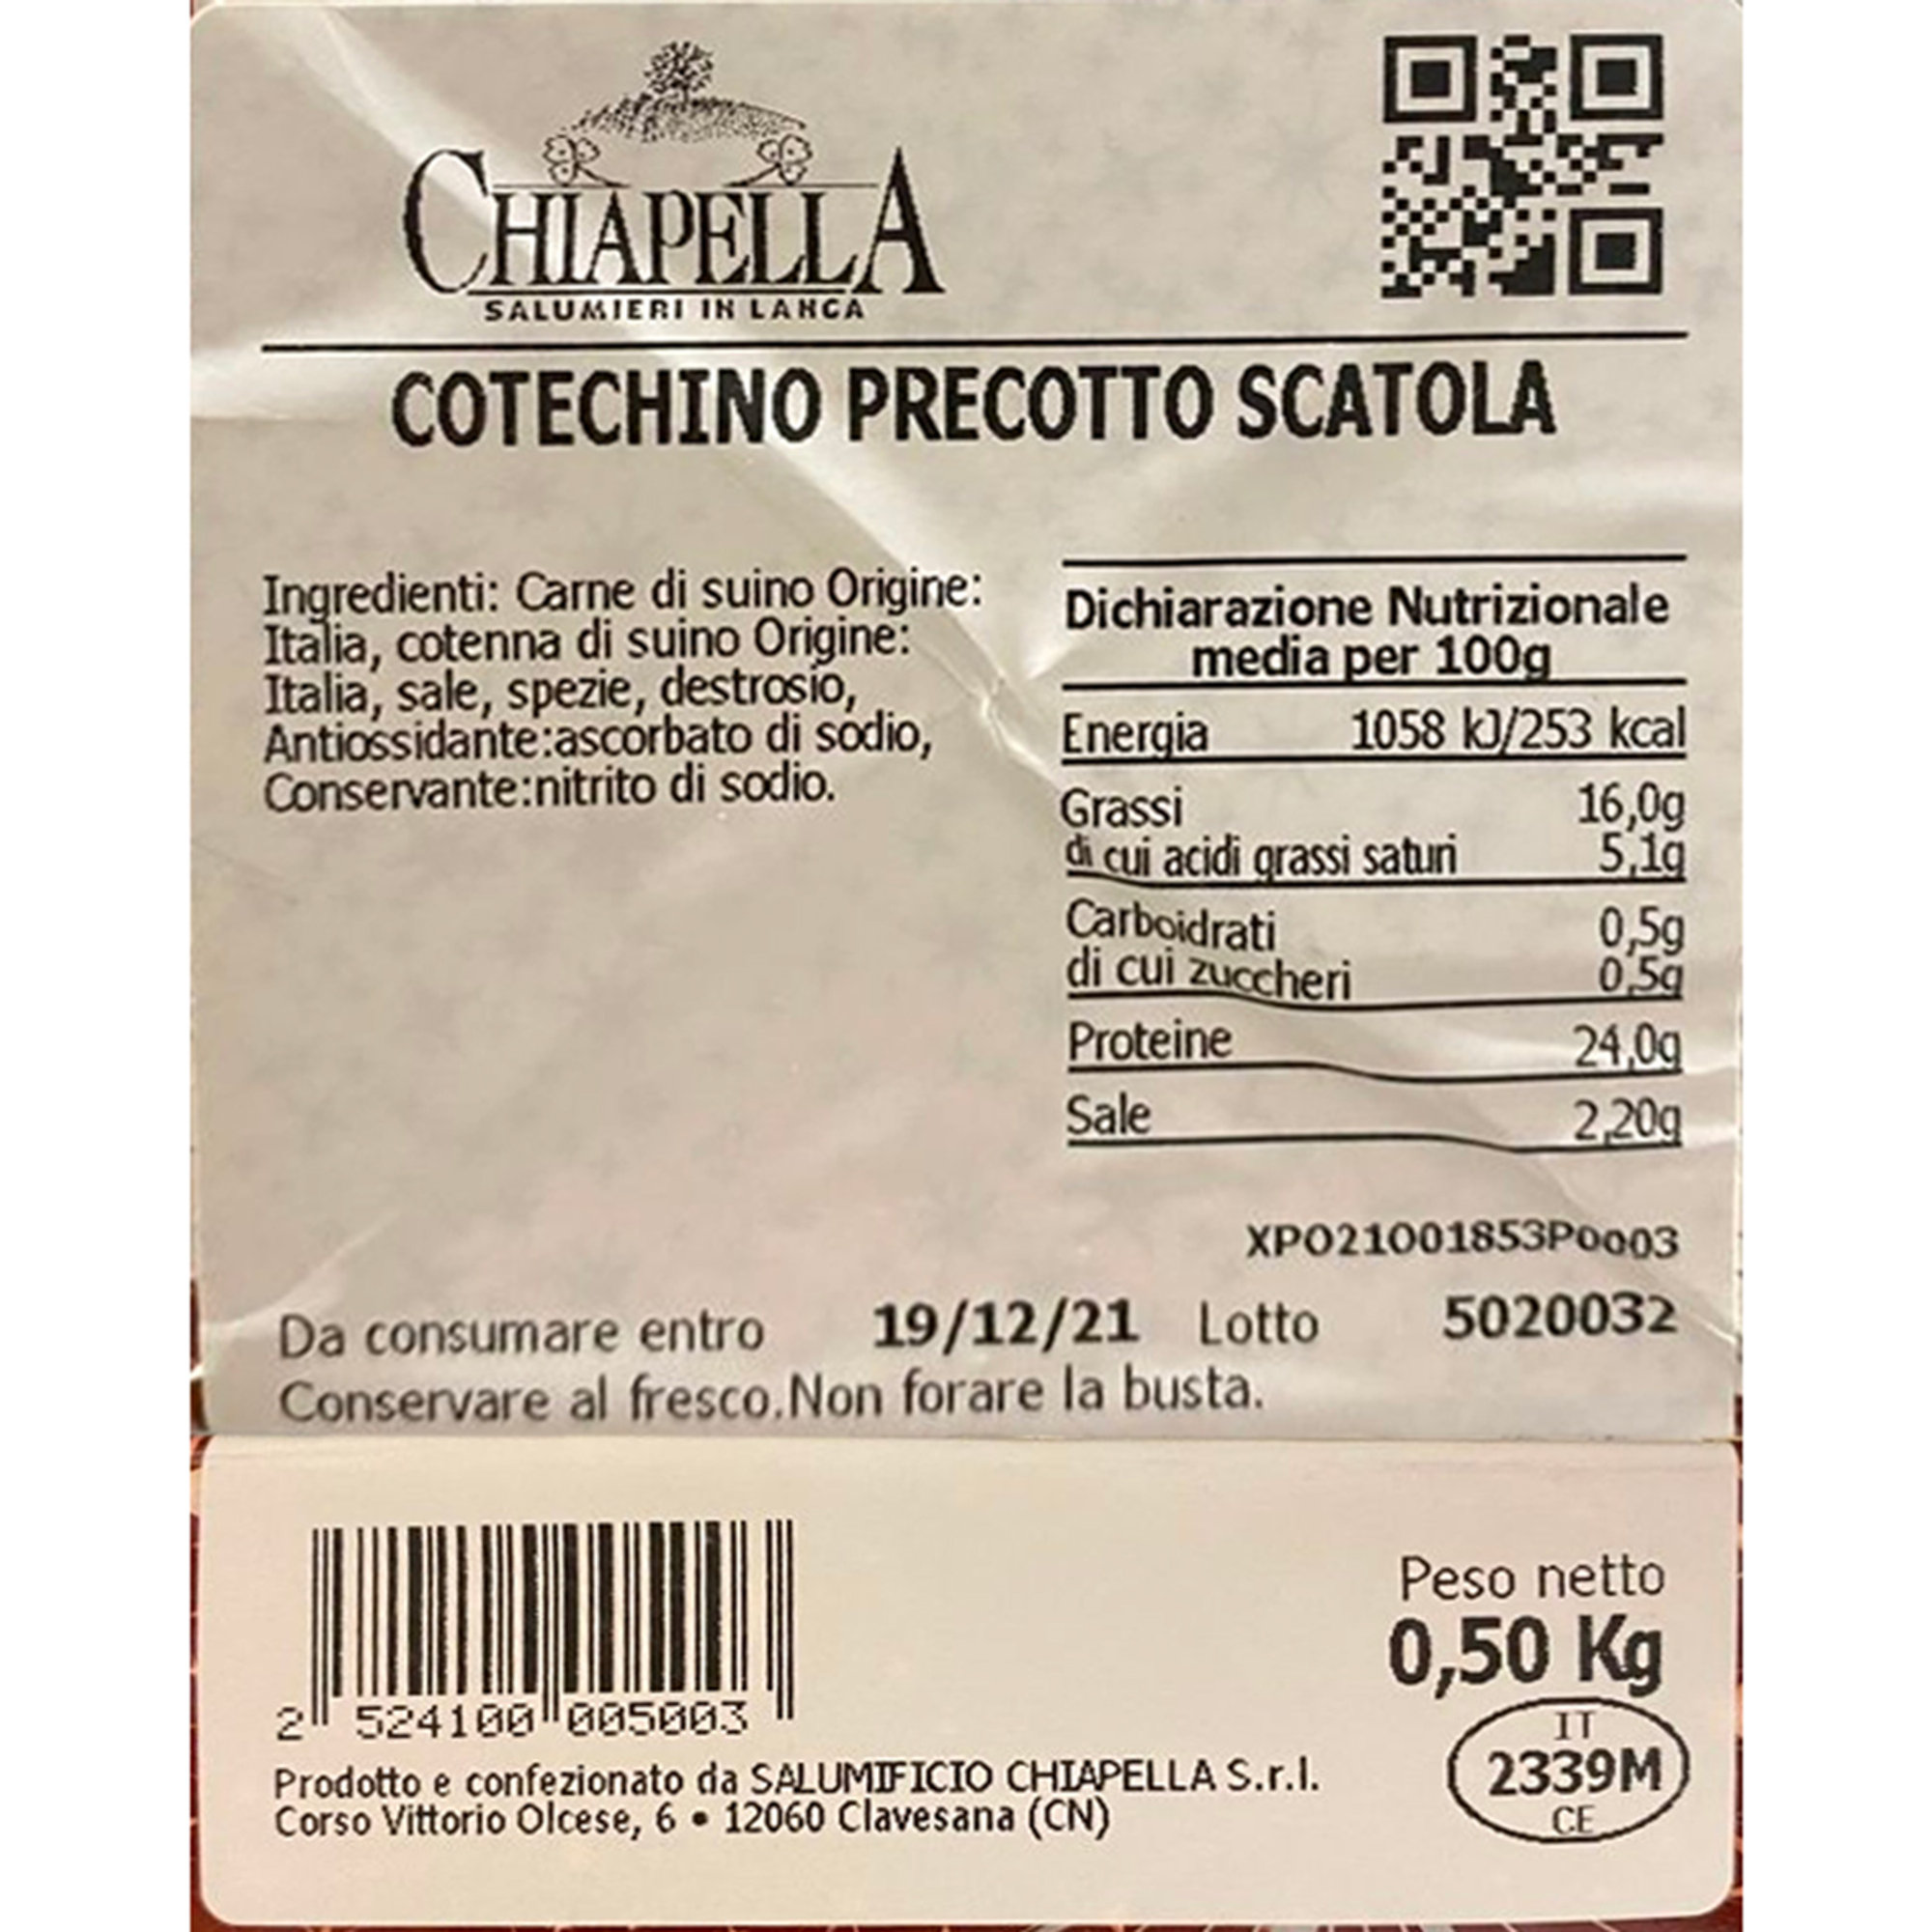 CHIAPELLA
SALUMIERI IN LANGA
COTECHINO PRECOTTO SCATOLA
Ingredienti: Carne di suino Origine:
Italia, cotenna di suino Origine:
Italia, sale, spezie, destrosio,
Antiossidante:ascorbato di sodio,
Conservante:nitrito di sodio.
Dichiarazione Nutrizionale
media per 100g
Energia 1058 kJ/253 kcal
Grassi 16,0g
di cui acidi grassi saturi 5,1g
Carboidrati 0,5g
di cui zuccheri 0,5g
Proteine 24,0g
Sale 2,20g
XPO21001853P0003
Da consumare entro 19/12/21 Lotto 5020032
Conservare al fresco.Non forare la busta.
2 524100 005003
Peso netto
0,50 Kg
IT
2339M
CE
Prodotto e confezionato da SALUMIFICIO CHIAPELLA S.r.l.
Corso Vittorio Olcese, 6 • 12060 Clavesana (CN)